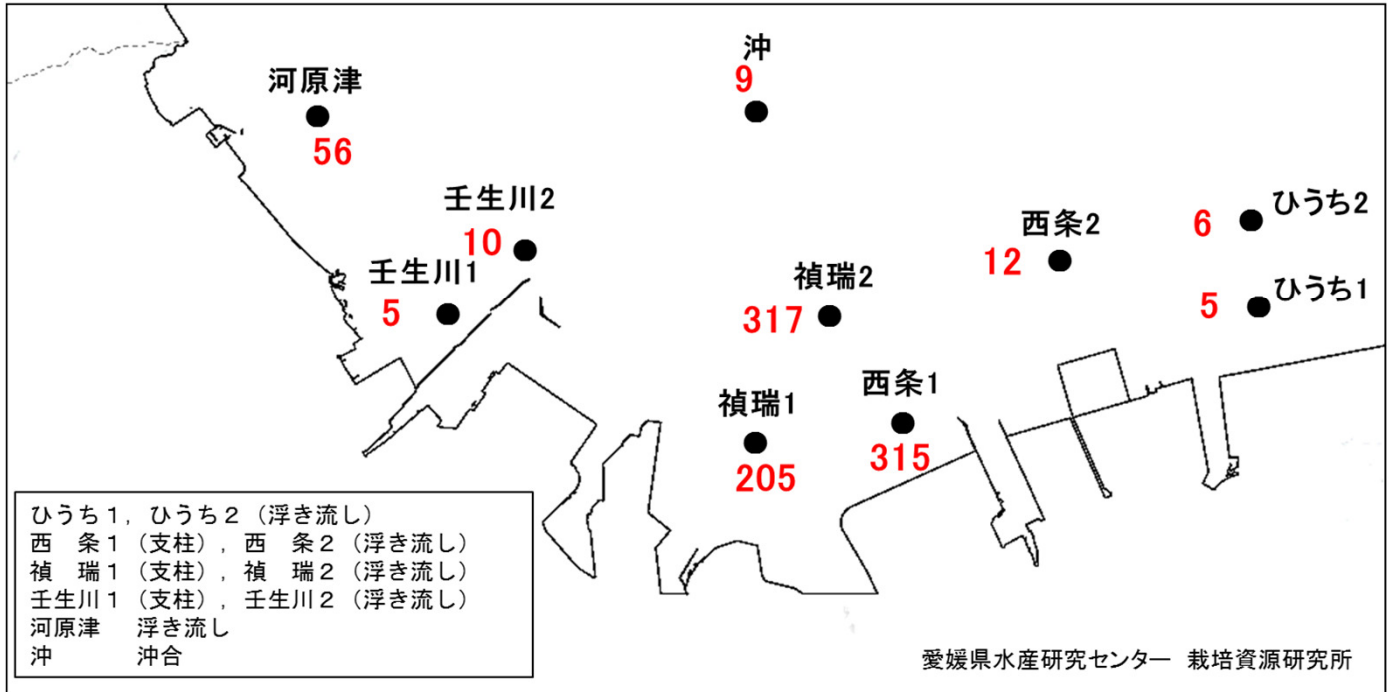 沖
9
河原津
56
壬生川2
10
西条2
12
ひうち2
6
壬生川1
5
禎瑞2
317
ひうち1
5
西条1
315
禎瑞1
205
ひうち1，ひうち2（浮き流し）
西　条1（支柱），西　条2（浮き流し）
禎　瑞1（支柱），禎　瑞2（浮き流し）
壬生川1（支柱），壬生川2（浮き流し）
河原津　浮き流し
沖　　　沖合
愛媛県水産研究センター 栽培資源研究所